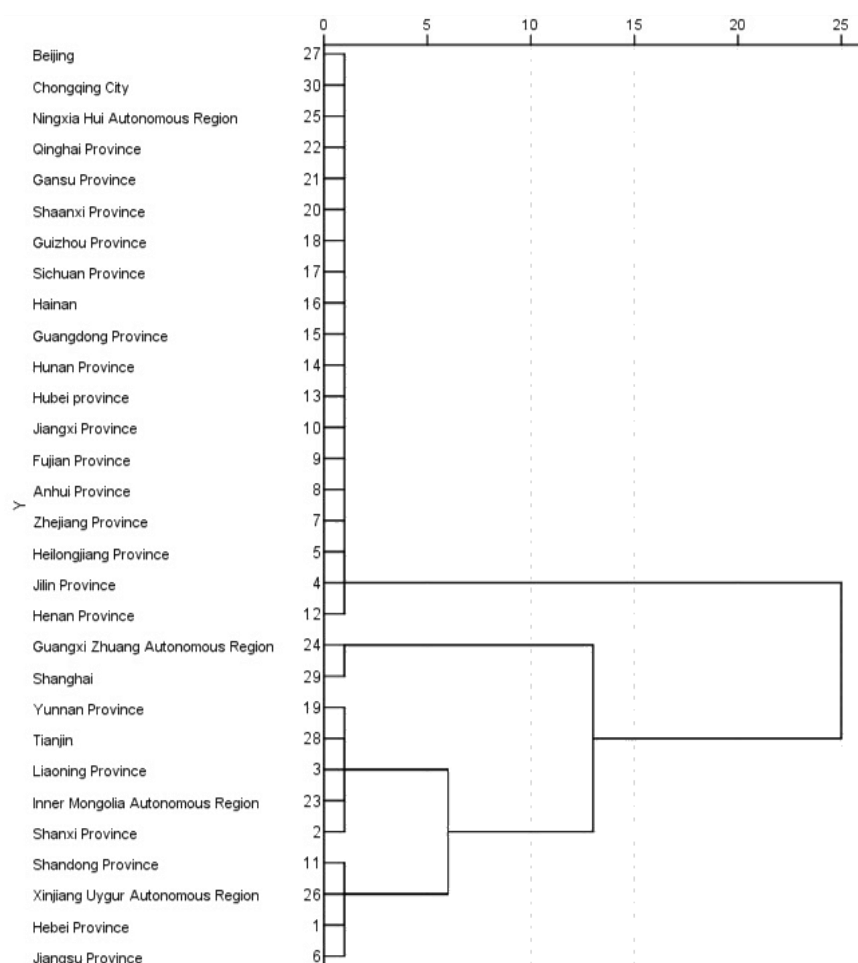 0 5 10 15 20 25
Beijing 27
Chongqing City 30
Ningxia Hui Autonomous Region 25
Qinghai Province 22
Gansu Province 21
Shaanxi Province 20
Guizhou Province 18
Sichuan Province 17
Hainan 16
Guangdong Province 15
Hunan Province 14
Hubei province 13
Jiangxi Province 10
Fujian Province 9
Anhui Province 8
Y
Zhejiang Province 7
Heilongjiang Province 5
Jilin Province 4
Henan Province 12
Guangxi Zhuang Autonomous Region 24
Shanghai 29
Yunnan Province 19
Tianjin 28
Liaoning Province 3
Inner Mongolia Autonomous Region 23
Shanxi Province 2
Shandong Province 11
Xinjiang Uygur Autonomous Region 26
Hebei Province 1
Jiangsu Province 6